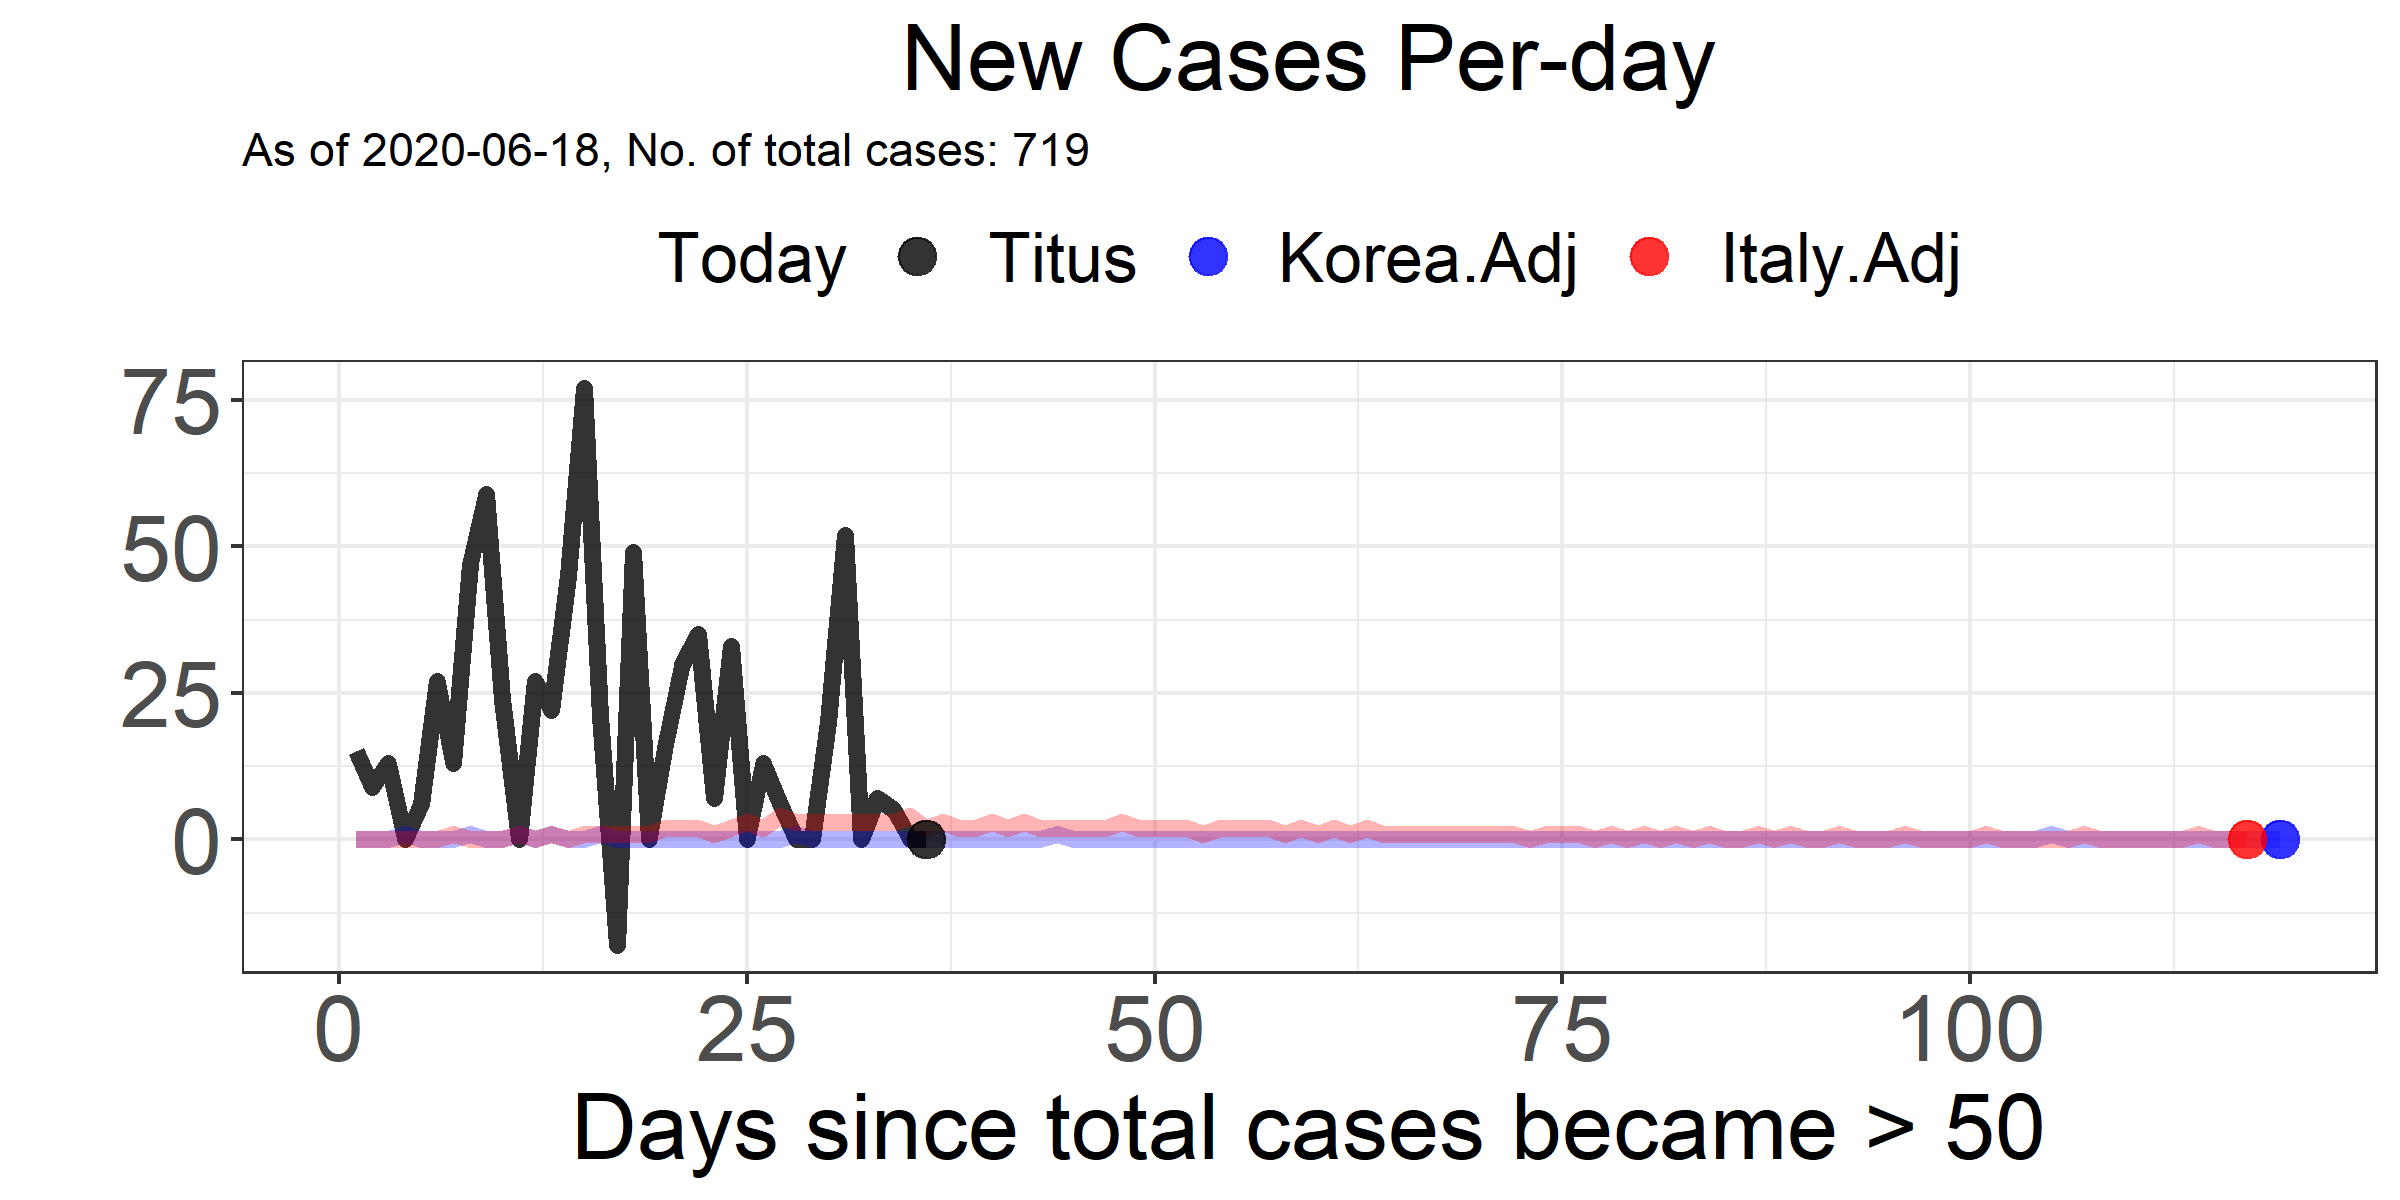 New Cases Per-day
As of 2020-06-18, No. of total cases: 719
Today Titus Korea.Adj Italy.Adj
75
50
25
0
0 25 50 75 100
Days since total cases became > 50